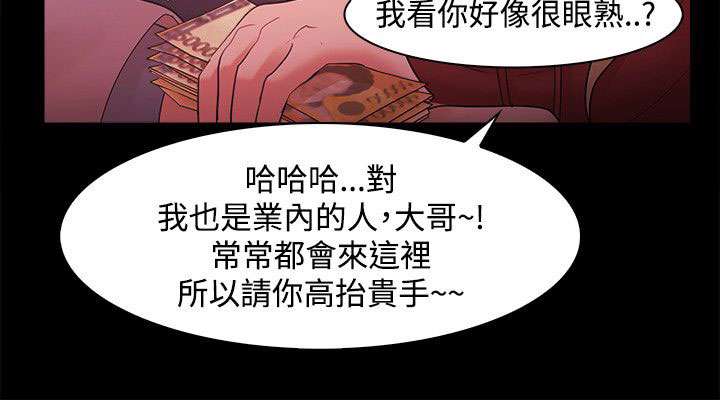 我看你好像很眼熟..?
哈哈哈...對
我也是業內的人,大哥~!
常常都會來這裡
所以請你高抬貴手~~